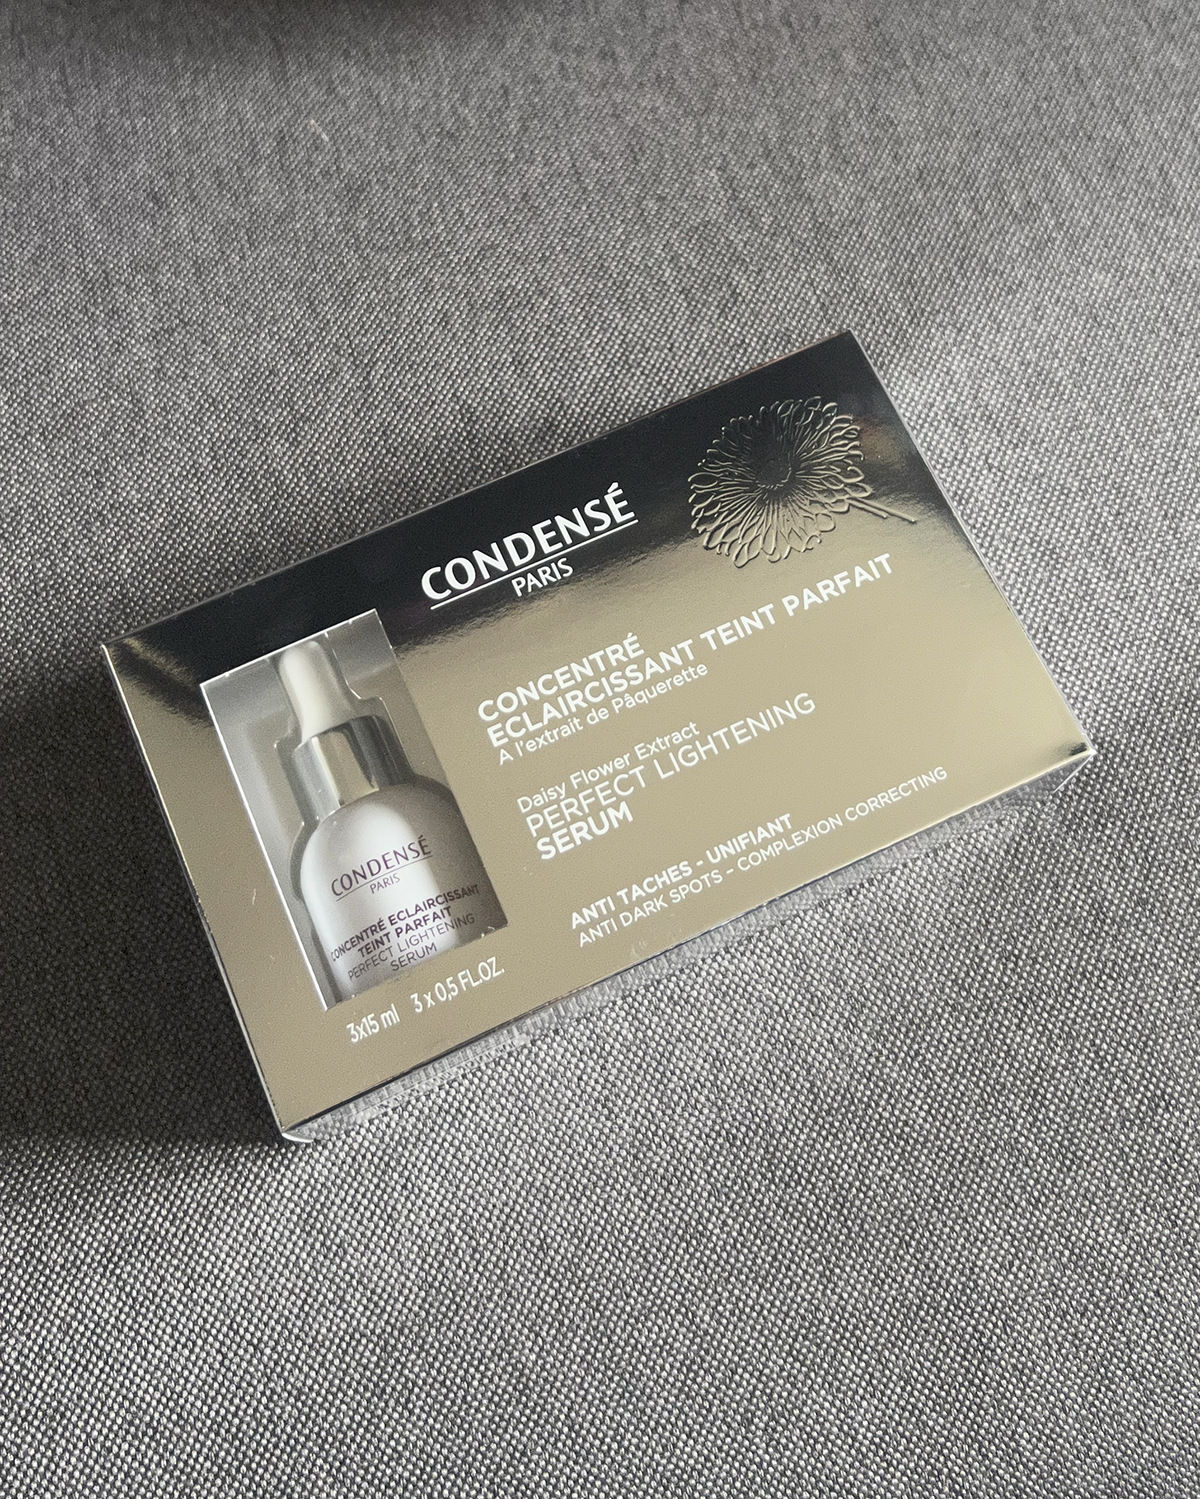 CONDENSÉ
PARIS
CONCENTRÉ
ECLAIRCISSANT TEINT PARFAIT
A l'extrait de Pâquerette
Daisy Flower Extract
PERFECT LIGHTENING
SERUM
ANTI TACHES - UNIFIANT
ANTI DARK SPOTS - COMPLEXION CORRECTING
CONDENSÉ
PARIS
CONCENTRÉ ECLAIRCISSANT
TEINT PARFAIT
PERFECT LIGHTENING
SERUM
3x15 ml 3 x 0,5 FL.OZ.